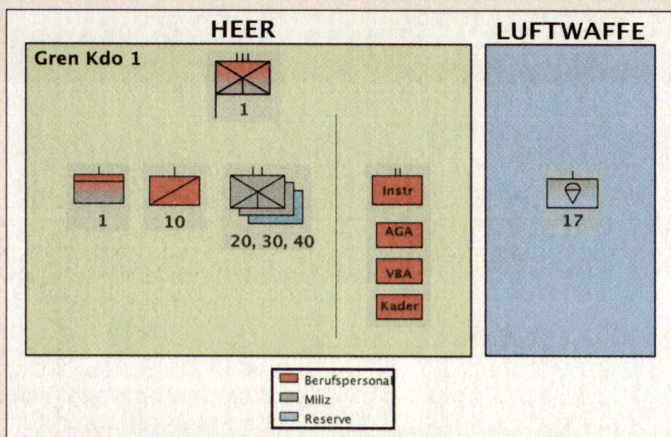 HEER
LUFTWAFFE
Gren Kdo 1
1
1
10
20, 30, 40
Instr
AGA
VBA
Kader
17
Berufspersonal
Miliz
Reserve